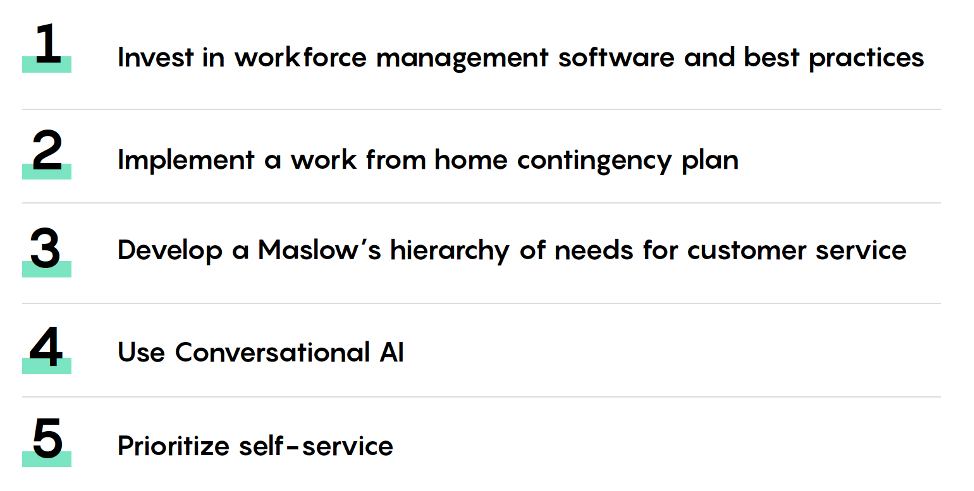 1 Invest in workforce management software and best practices
2 Implement a work from home contingency plan
3 Develop a Maslow’s hierarchy of needs for customer service
4 Use Conversational AI
5 Prioritize self-service